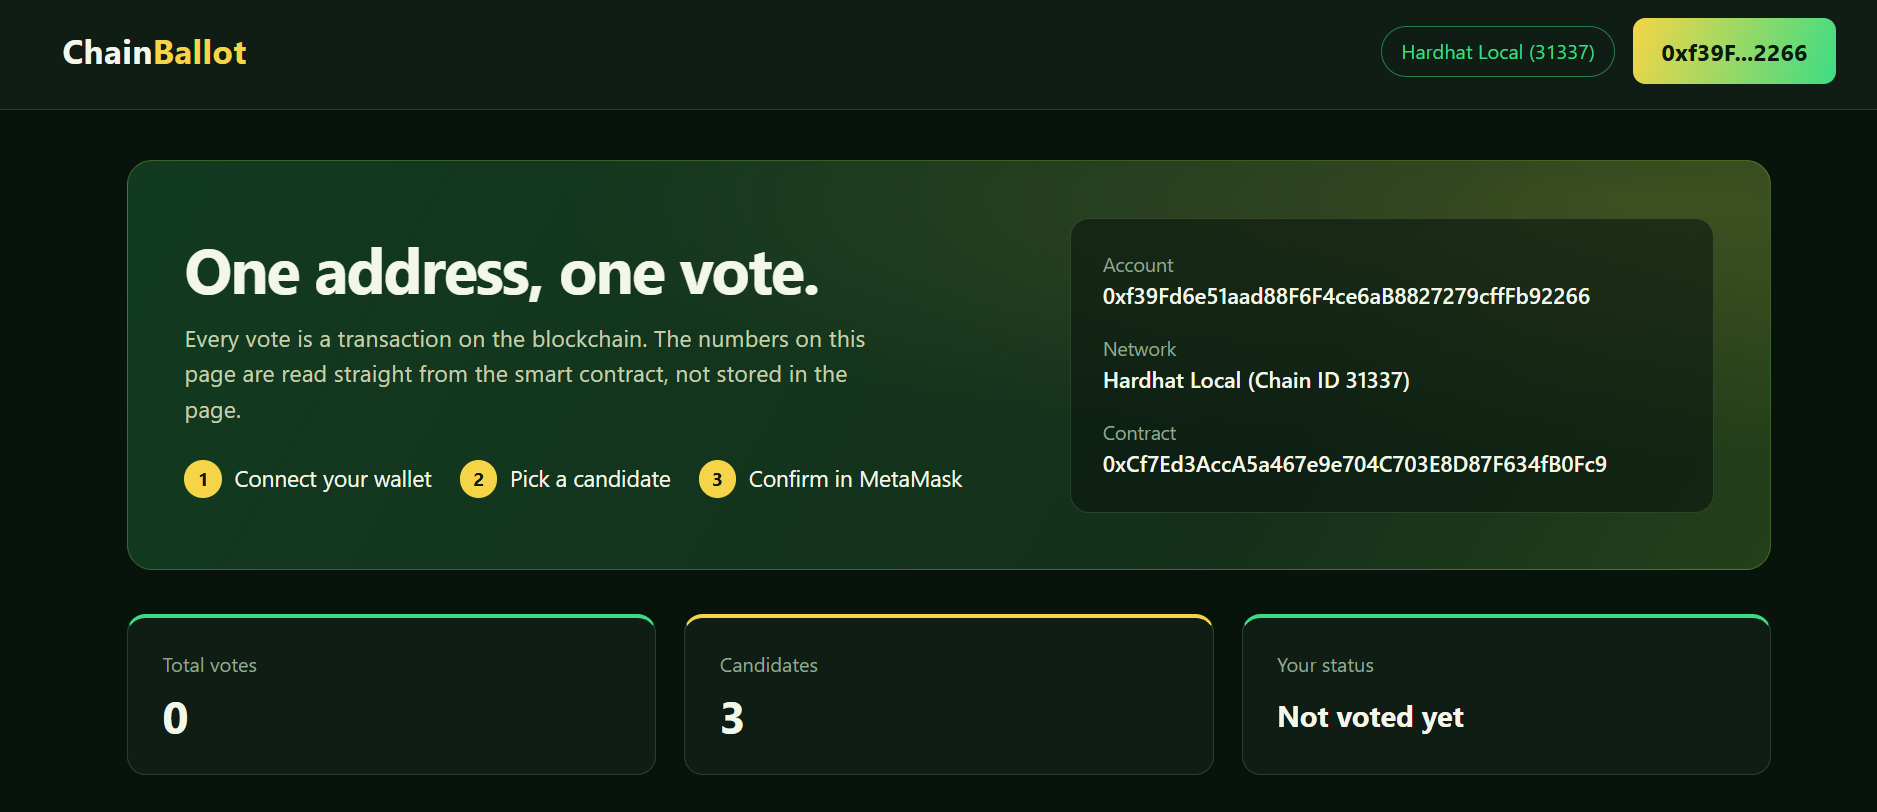 ChainBallot
Hardhat Local (31337)
0xf39F...2266
One address, one vote.
Every vote is a transaction on the blockchain. The numbers on this
page are read straight from the smart contract, not stored in the
page.
1 Connect your wallet
2 Pick a candidate
3 Confirm in MetaMask
Account
0xf39Fd6e51aad88F6F4ce6aB8827279cffFb92266
Network
Hardhat Local (Chain ID 31337)
Contract
0xCf7Ed3AccA5a467e9e704C703E8D87F634fB0Fc9
Total votes
0
Candidates
3
Your status
Not voted yet